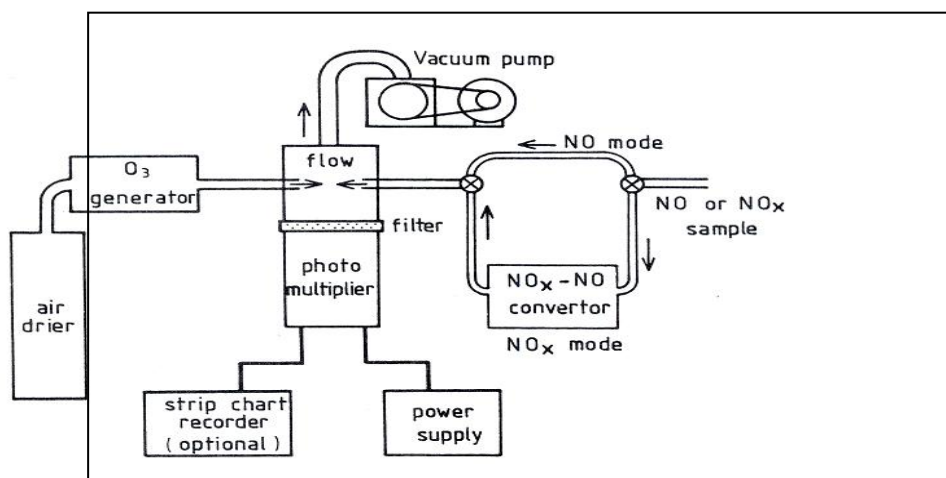 Vacuum pump
NO mode
O3
generator
flow
NO or NOx
sample
filter
photo
multiplier
NOx-NO
convertor
NOx mode
air
drier
strip chart
recorder
(optional)
power
supply